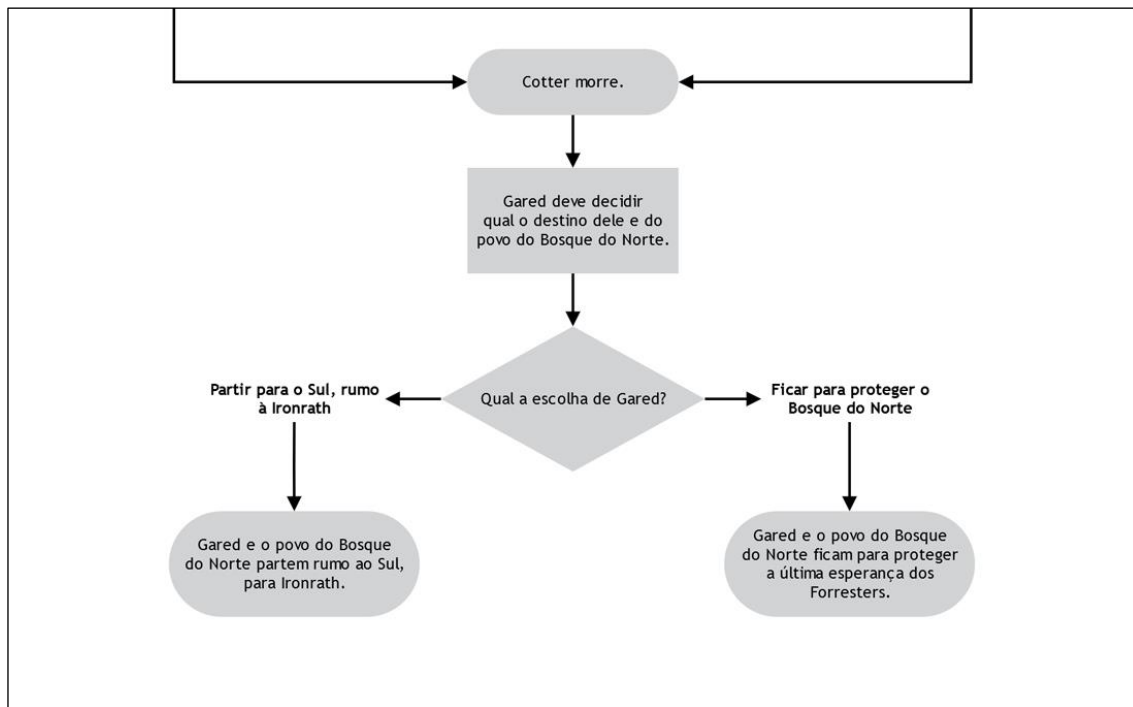 Cotter morre.
Gared deve decidir
qual o destino dele e do
povo do Bosque do Norte.
Qual a escolha de Gared?
Partir para o Sul, rumo
à Ironrath
Ficar para proteger o
Bosque do Norte
Gared e o povo do Bosque
do Norte partem rumo ao Sul,
para Ironrath.
Gared e o povo do Bosque
do Norte ficam para proteger
a última esperança dos
Forresters.